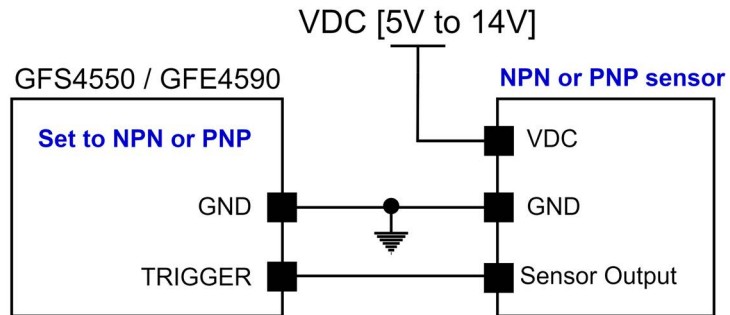 VDC [5V to 14V]
GFS4550 / GFE4590
NPN or PNP sensor
Set to NPN or PNP
VDC
GND
GND
TRIGGER
Sensor Output